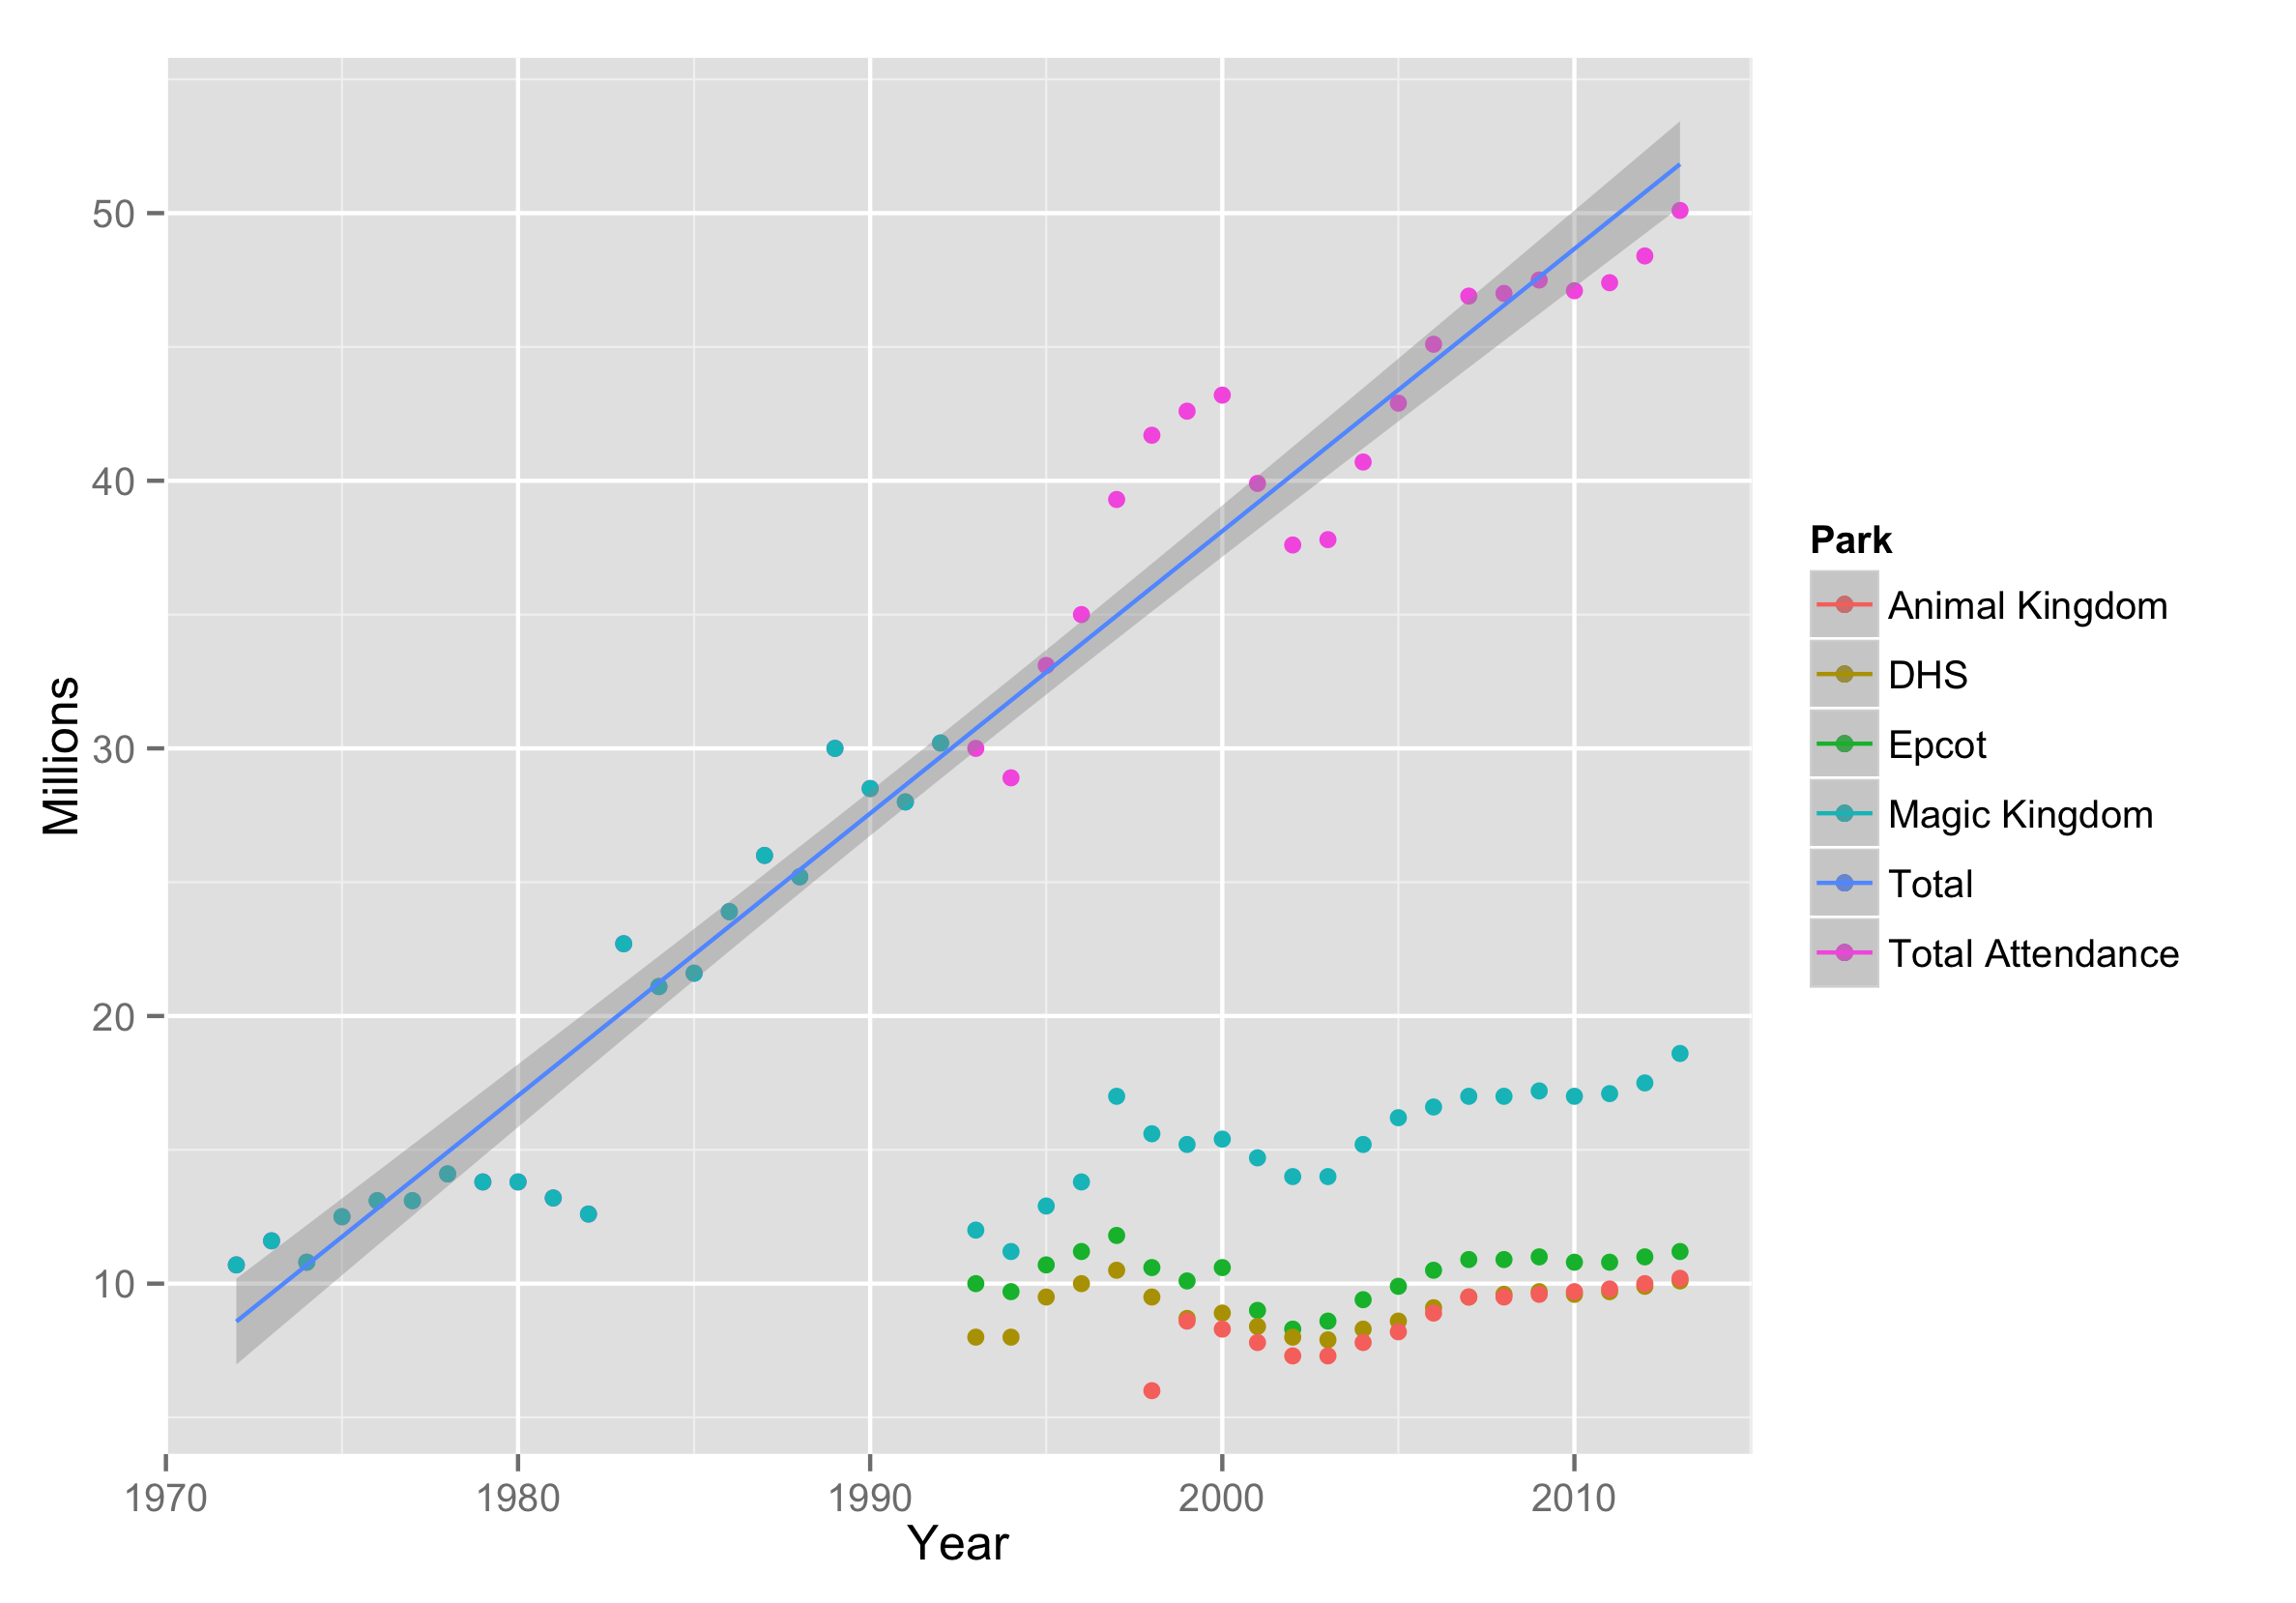 50
40
30
20
10
Millions
1970 1980 1990 2000 2010
Year
Park
Animal Kingdom
DHS
Epcot
Magic Kingdom
Total
Total Attendance